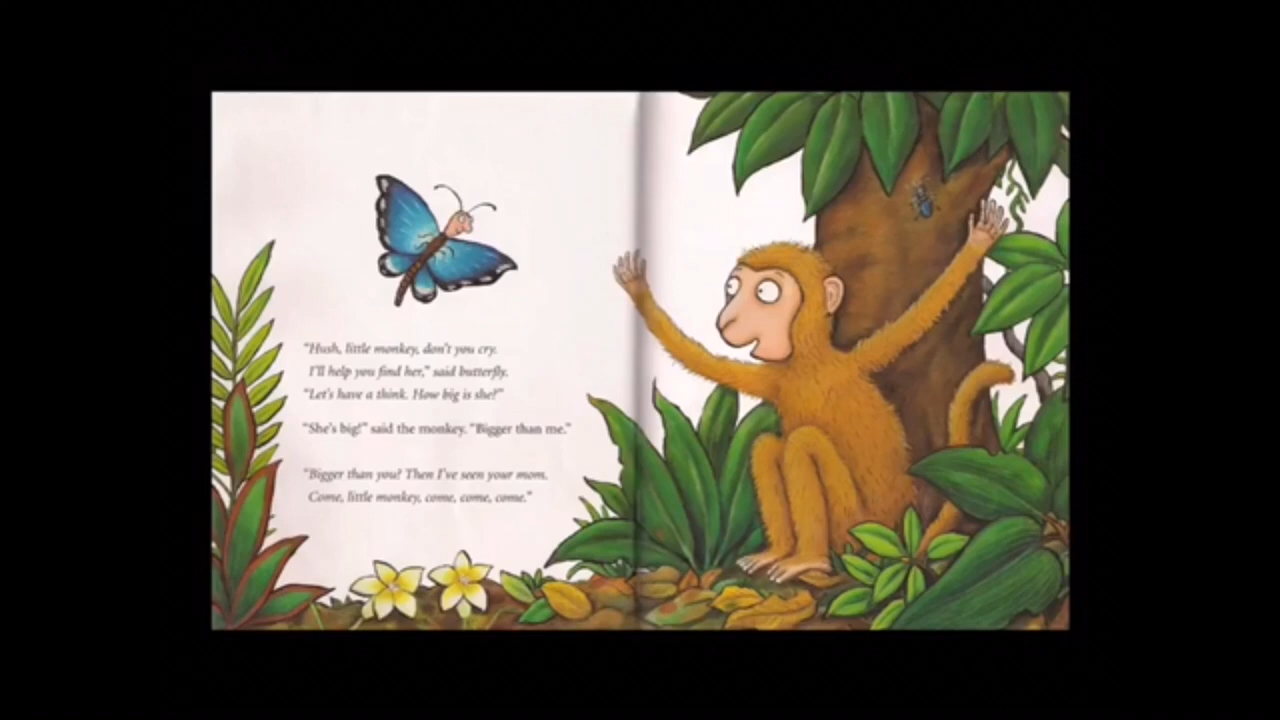 "Hush, little monkey, don't you cry.
I'll help you find her," said butterfly.
"Let's have a think. How big is she?"
"She's big!" said the monkey. "Bigger than me."
"Bigger than you? Then I've seen your mom.
Come, little monkey, come, come, come."